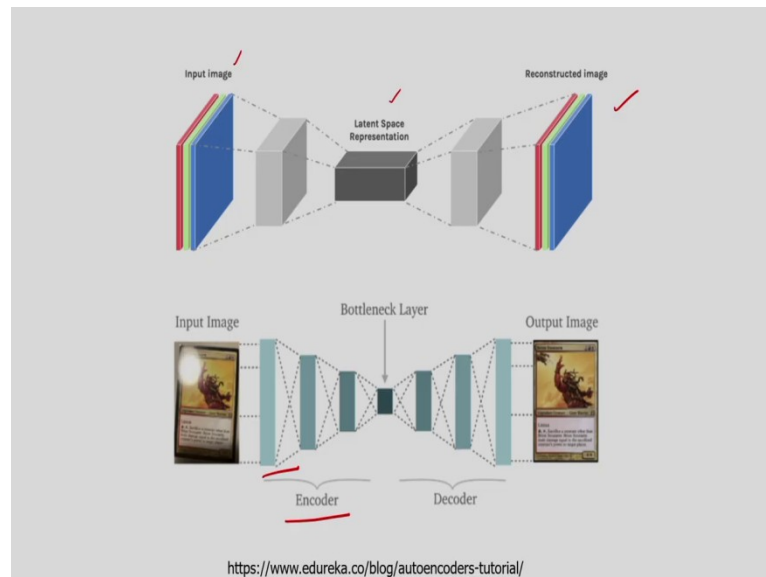 Input image
Reconstructed image
Latent Space
Representation
Bottleneck Layer
Input Image
Output Image
Encoder
Decoder
https://www.edureka.co/blog/autoencoders-tutorial/